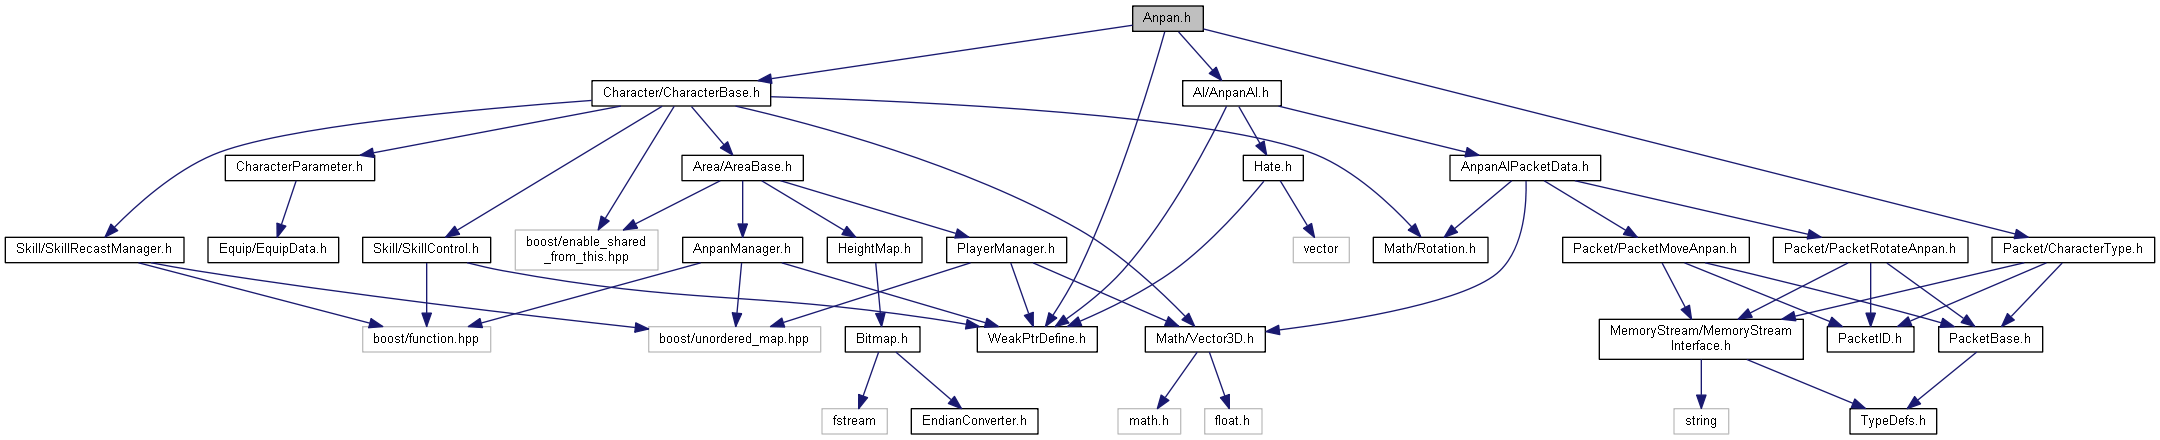 Anpan.h
Character/CharacterBase.h
AI/AnpanAI.h
CharacterParameter.h
Area/AreaBase.h
Hate.h
AnpanAIPacketData.h
Skill/SkillRecastManager.h
Equip/EquipData.h
Skill/SkillControl.h
boost/enable_shared
_from_this.hpp
AnpanManager.h
HeightMap.h
PlayerManager.h
vector
Math/Rotation.h
Packet/PacketMoveAnpan.h
Packet/PacketRotateAnpan.h
Packet/CharacterType.h
boost/function.hpp
boost/unordered_map.hpp
Bitmap.h
WeakPtrDefine.h
Math/Vector3D.h
MemoryStream/MemoryStream
Interface.h
PacketID.h
PacketBase.h
fstream
EndianConverter.h
math.h
float.h
string
TypeDefs.h